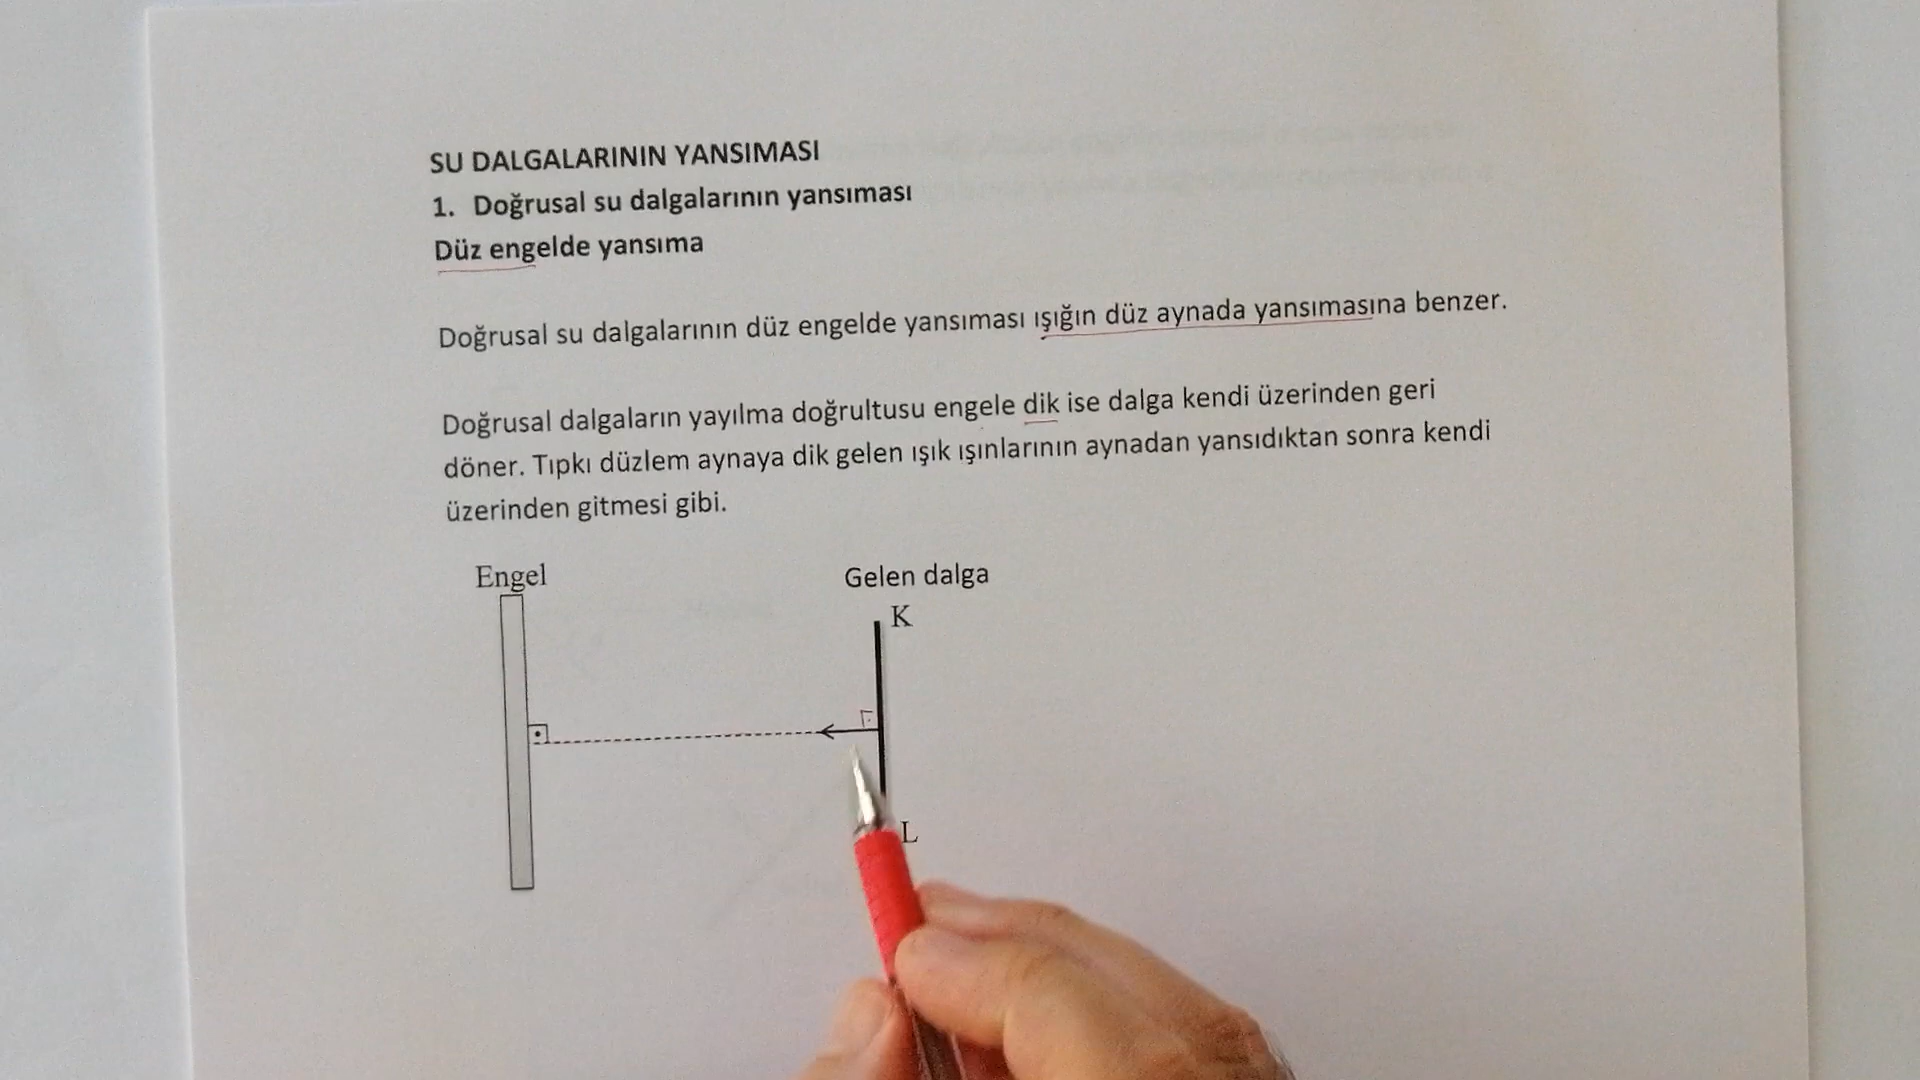 SU DALGALARININ YANSIMASI
1. Doğrusal su dalgalarının yansıması
Düz engelde yansıma
Doğrusal su dalgalarının düz engelde yansıması ışığın düz aynada yansımasına benzer.
Doğrusal dalgaların yayılma doğrultusu engele dik ise dalga kendi üzerinden geri
döner. Tıpkı düzlem aynaya dik gelen ışık ışınlarının aynadan yansıdıktan sonra kendi
üzerinden gitmesi gibi.
Engel
Gelen dalga
K
L